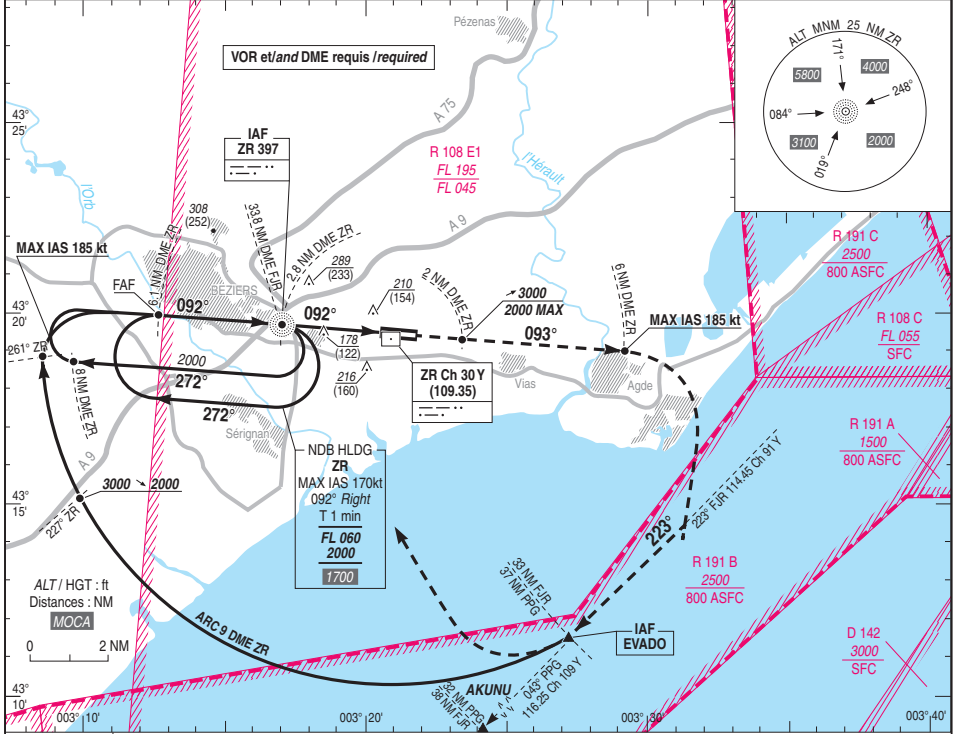 Pézenas
VOR et/and DME requis /required
ALT MNM 25 NM ZR
171°
5800
4000
248°
084°
3100
2000
019°
43°
25'
A 75
l'Hérault
l'Orb
IAF
ZR 397
R 108 E1
FL 195
FL 045
A 9
308
(252)
33.8 NM DME FJR
2.8 NM DME ZR
289
(233)
MAX IAS 185 kt
6.1 NM DME ZR
FAF
BEZIERS
210
(154)
2 NM DME ZR
3000
2000 MAX
6 NM DME ZR
MAX IAS 185 kt
R 191 C
2500
800 ASFC
R 108 C
FL 055
SFC
43°
20'
092°
092°
093°
178
(122)
216
(160)
261° ZR
8 NM DME ZR
2000
272°
272°
ZR Ch 30 Y
(109.35)
Vias
Agde
Sérignan
A 9
NDB HLDG
ZR
MAX IAS 170kt
092° Right
T 1 min
FL 060
2000
1700
R 191 A
1500
800 ASFC
43°
15'
3000 2000
227° ZR
223° FJR 114.45 Ch 91 Y
223°
R 191 B
2500
800 ASFC
ALT / HGT : ft
Distances : NM
MOCA
0 2 NM
ARC 9 DME ZR
33 NM FJR
37 NM PPG
IAF
EVADO
D 142
3000
SFC
043° PPG
116.25 Ch 109 Y
AKUNU
32 NM PPG
38 NM FJR
43°
10'
003° 10'
003° 20'
003° 30'
003° 40'